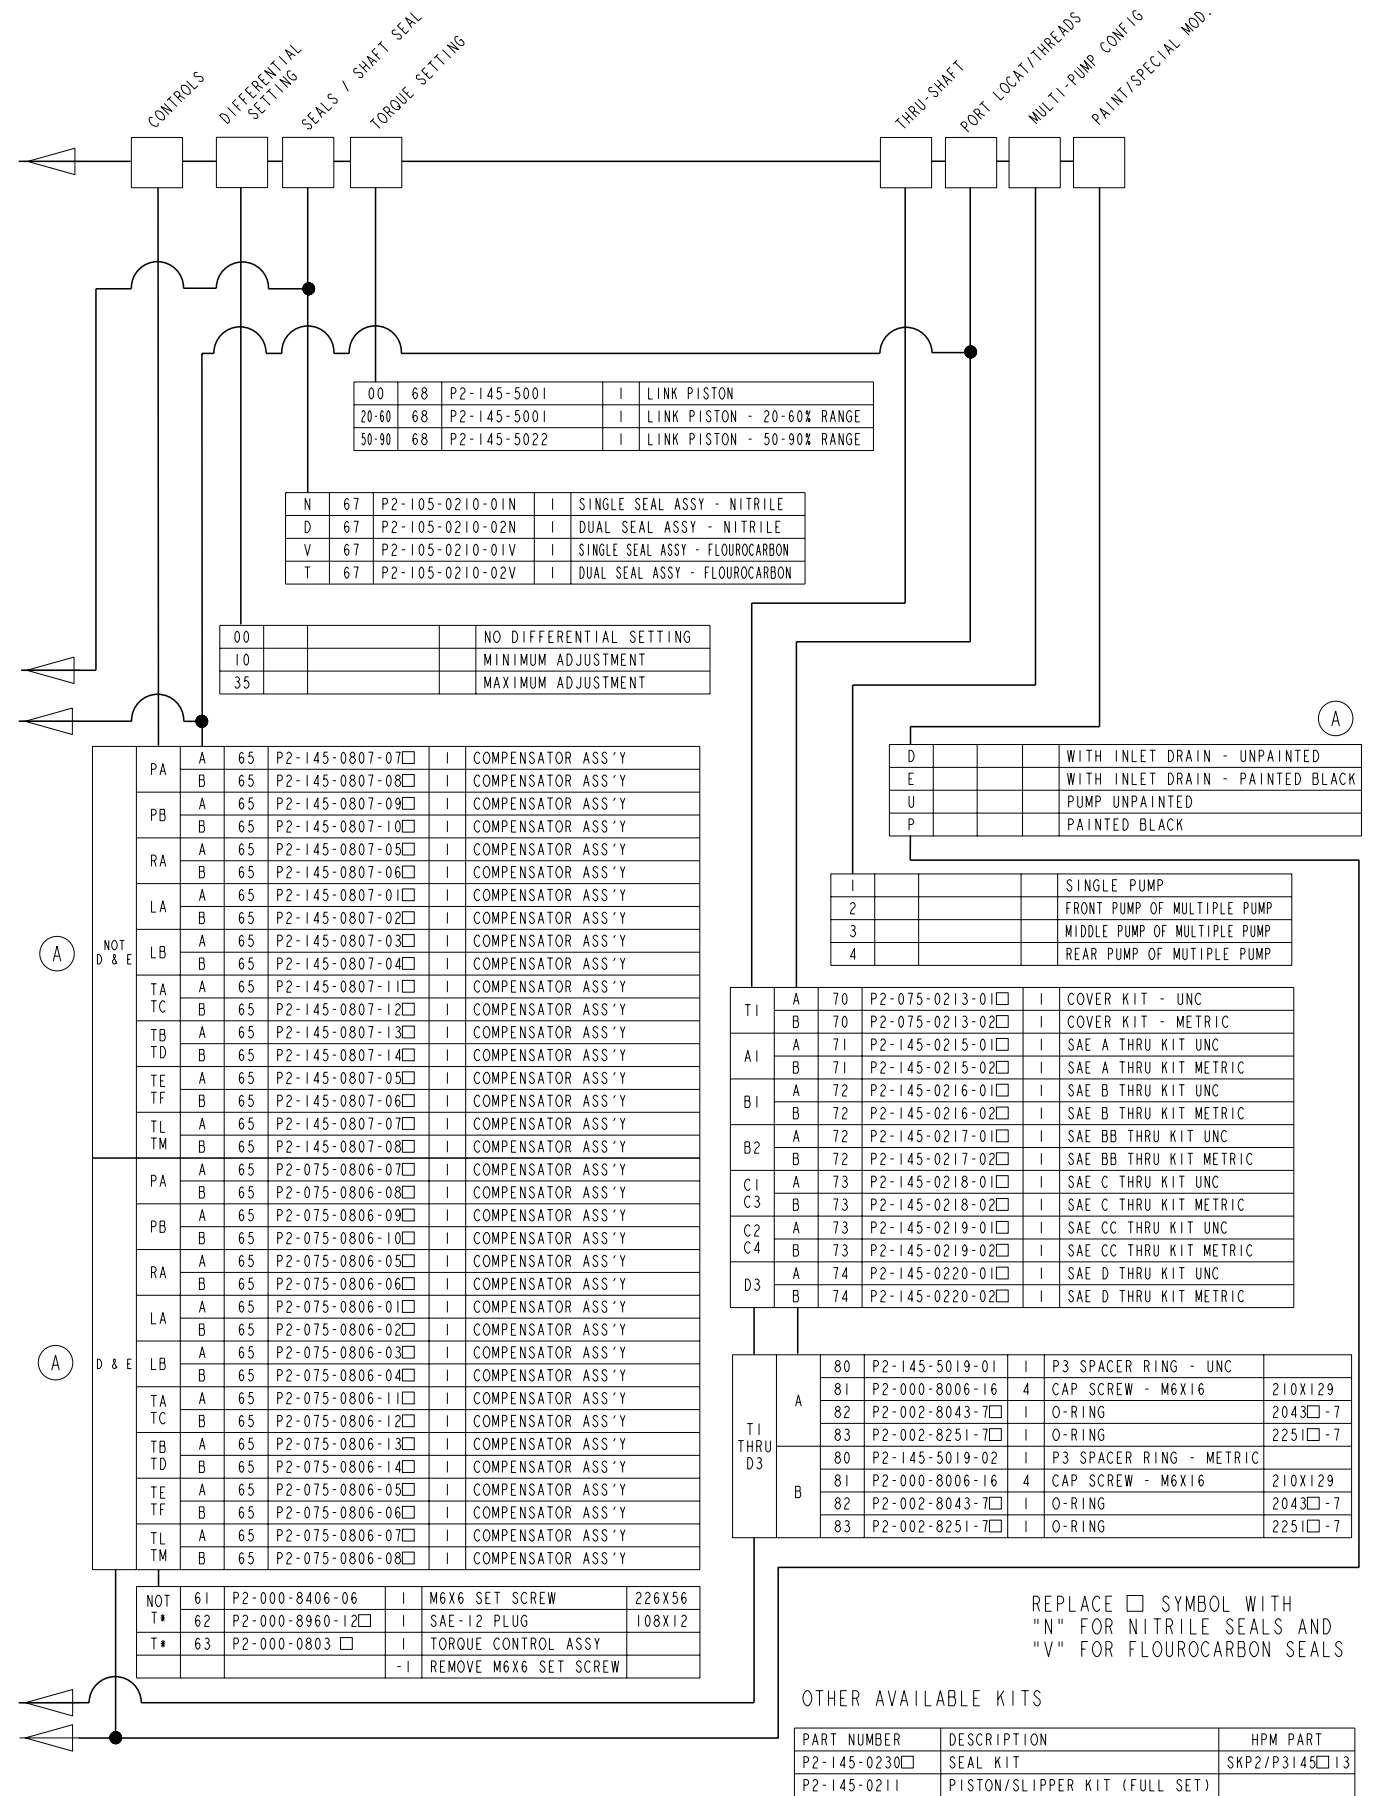 CONTROLS
DIFFERENTIAL
SETTING
SEALS / SHAFT SEAL
TORQUE SETTING
THRU-SHAFT
PORT LOCAT/THREADS
MULTI-PUMP CONFIG
PAINT/SPECIAL MOD.
00 68 P2-145-5001 1 LINK PISTON
20-60 68 P2-145-5001 1 LINK PISTON - 20-60% RANGE
50-90 68 P2-145-5022 1 LINK PISTON - 50-90% RANGE
N 67 P2-105-0210-01N 1 SINGLE SEAL ASSY - NITRILE
D 67 P2-105-0210-02N 1 DUAL SEAL ASSY - NITRILE
V 67 P2-105-0210-01V 1 SINGLE SEAL ASSY - FLOUROCARBON
T 67 P2-105-0210-02V 1 DUAL SEAL ASSY - FLOUROCARBON
00 NO DIFFERENTIAL SETTING
10 MINIMUM ADJUSTMENT
35 MAXIMUM ADJUSTMENT
A
NOT
D & E
PA
A 65 P2-145-0807-07□ 1 COMPENSATOR ASS'Y
B 65 P2-145-0807-08□ 1 COMPENSATOR ASS'Y
PB
A 65 P2-145-0807-09□ 1 COMPENSATOR ASS'Y
B 65 P2-145-0807-10□ 1 COMPENSATOR ASS'Y
RA
A 65 P2-145-0807-05□ 1 COMPENSATOR ASS'Y
B 65 P2-145-0807-06□ 1 COMPENSATOR ASS'Y
LA
A 65 P2-145-0807-01□ 1 COMPENSATOR ASS'Y
B 65 P2-145-0807-02□ 1 COMPENSATOR ASS'Y
LB
A 65 P2-145-0807-03□ 1 COMPENSATOR ASS'Y
B 65 P2-145-0807-04□ 1 COMPENSATOR ASS'Y
TA
TC
A 65 P2-145-0807-11□ 1 COMPENSATOR ASS'Y
B 65 P2-145-0807-12□ 1 COMPENSATOR ASS'Y
TB
TD
A 65 P2-145-0807-13□ 1 COMPENSATOR ASS'Y
B 65 P2-145-0807-14□ 1 COMPENSATOR ASS'Y
TE
TF
A 65 P2-145-0807-05□ 1 COMPENSATOR ASS'Y
B 65 P2-145-0807-06□ 1 COMPENSATOR ASS'Y
TL
TM
A 65 P2-145-0807-07□ 1 COMPENSATOR ASS'Y
B 65 P2-145-0807-08□ 1 COMPENSATOR ASS'Y
A
D & E
PA
A 65 P2-075-0806-07□ 1 COMPENSATOR ASS'Y
B 65 P2-075-0806-08□ 1 COMPENSATOR ASS'Y
PB
A 65 P2-075-0806-09□ 1 COMPENSATOR ASS'Y
B 65 P2-075-0806-10□ 1 COMPENSATOR ASS'Y
RA
A 65 P2-075-0806-05□ 1 COMPENSATOR ASS'Y
B 65 P2-075-0806-06□ 1 COMPENSATOR ASS'Y
LA
A 65 P2-075-0806-01□ 1 COMPENSATOR ASS'Y
B 65 P2-075-0806-02□ 1 COMPENSATOR ASS'Y
LB
A 65 P2-075-0806-03□ 1 COMPENSATOR ASS'Y
B 65 P2-075-0806-04□ 1 COMPENSATOR ASS'Y
TA
TC
A 65 P2-075-0806-11□ 1 COMPENSATOR ASS'Y
B 65 P2-075-0806-12□ 1 COMPENSATOR ASS'Y
TB
TD
A 65 P2-075-0806-13□ 1 COMPENSATOR ASS'Y
B 65 P2-075-0806-14□ 1 COMPENSATOR ASS'Y
TE
TF
A 65 P2-075-0806-05□ 1 COMPENSATOR ASS'Y
B 65 P2-075-0806-06□ 1 COMPENSATOR ASS'Y
TL
TM
A 65 P2-075-0806-07□ 1 COMPENSATOR ASS'Y
B 65 P2-075-0806-08□ 1 COMPENSATOR ASS'Y
NOT
T*
61 P2-000-8406-06 1 M6X6 SET SCREW 226X56
62 P2-000-8960-12□ 1 SAE-12 PLUG 108X12
T* 63 P2-000-0803 □ 1 TORQUE CONTROL ASSY
-1 REMOVE M6X6 SET SCREW
A
D WITH INLET DRAIN - UNPAINTED
E WITH INLET DRAIN - PAINTED BLACK
U PUMP UNPAINTED
P PAINTED BLACK
1 SINGLE PUMP
2 FRONT PUMP OF MULTIPLE PUMP
3 MIDDLE PUMP OF MULTIPLE PUMP
4 REAR PUMP OF MUTIPLE PUMP
T1
A 70 P2-075-0213-01□ 1 COVER KIT - UNC
B 70 P2-075-0213-02□ 1 COVER KIT - METRIC
A1
A 71 P2-145-0215-01□ 1 SAE A THRU KIT UNC
B 71 P2-145-0215-02□ 1 SAE A THRU KIT METRIC
B1
A 72 P2-145-0216-01□ 1 SAE B THRU KIT UNC
B 72 P2-145-0216-02□ 1 SAE B THRU KIT METRIC
B2
A 72 P2-145-0217-01□ 1 SAE BB THRU KIT UNC
B 72 P2-145-0217-02□ 1 SAE BB THRU KIT METRIC
C1
C3
A 73 P2-145-0218-01□ 1 SAE C THRU KIT UNC
B 73 P2-145-0218-02□ 1 SAE C THRU KIT METRIC
C2
C4
A 73 P2-145-0219-01□ 1 SAE CC THRU KIT UNC
B 73 P2-145-0219-02□ 1 SAE CC THRU KIT METRIC
D3
A 74 P2-145-0220-01□ 1 SAE D THRU KIT UNC
B 74 P2-145-0220-02□ 1 SAE D THRU KIT METRIC
T1
THRU
D3
A
80 P2-145-5019-01 1 P3 SPACER RING - UNC
81 P2-000-8006-16 4 CAP SCREW - M6X16 210X129
82 P2-002-8043-7□ 1 O-RING 2043□-7
83 P2-002-8251-7□ 1 O-RING 2251□-7
B
80 P2-145-5019-02 1 P3 SPACER RING - METRIC
81 P2-000-8006-16 4 CAP SCREW - M6X16 210X129
82 P2-002-8043-7□ 1 O-RING 2043□-7
83 P2-002-8251-7□ 1 O-RING 2251□-7
REPLACE □ SYMBOL WITH
"N" FOR NITRILE SEALS AND
"V" FOR FLOUROCARBON SEALS
OTHER AVAILABLE KITS
PART NUMBER DESCRIPTION HPM PART
P2-145-0230□ SEAL KIT SKP2/P3145□13
P2-145-0211 PISTON/SLIPPER KIT (FULL SET)